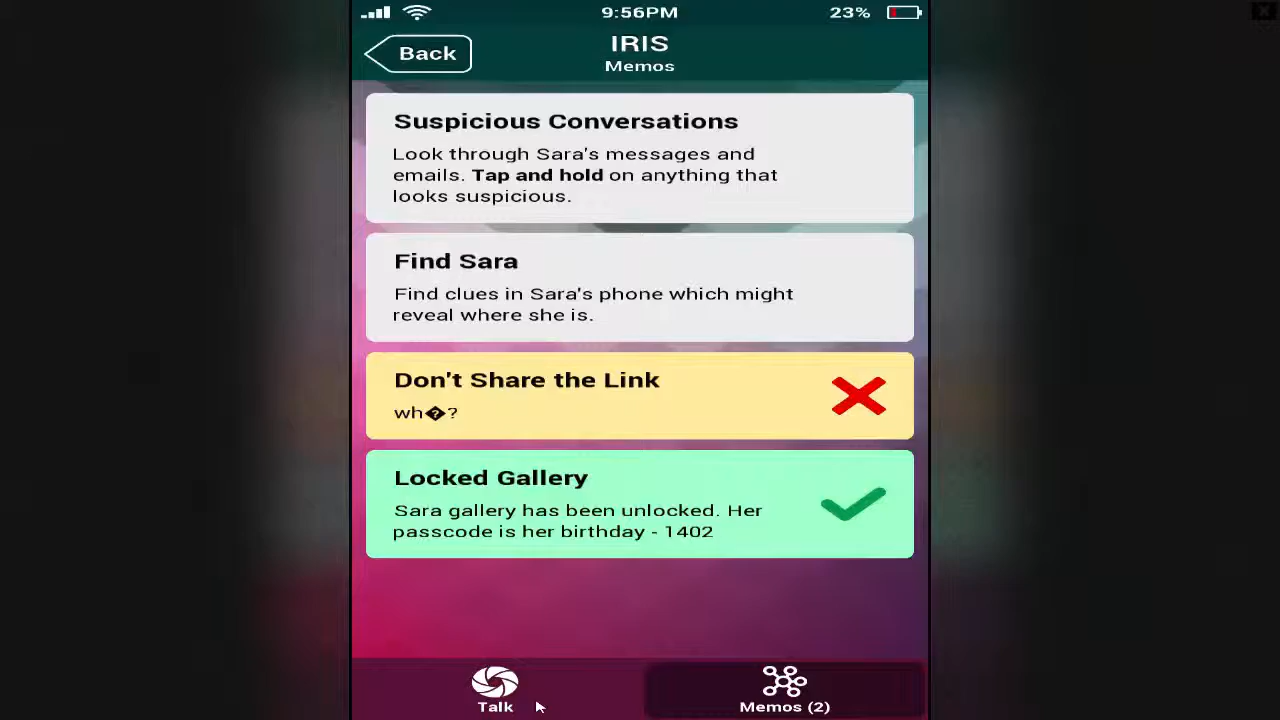 9:56PM 23%
Back
IRIS
Memos
Suspicious Conversations
Look through Sara's messages and
emails. Tap and hold on anything that
looks suspicious.
Find Sara
Find clues in Sara's phone which might
reveal where she is.
Don't Share the Link
wh�?
Locked Gallery
Sara gallery has been unlocked. Her
passcode is her birthday - 1402
Talk
Memos (2)